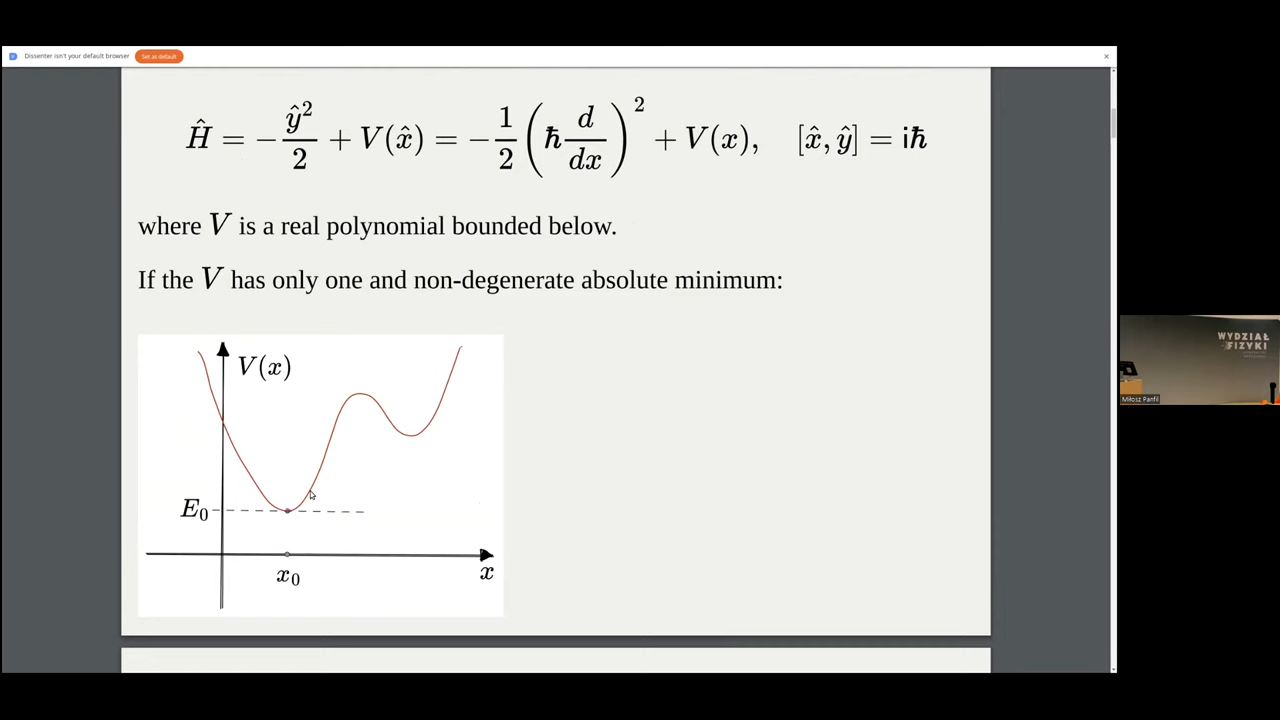 Dissenter isn't your default browser Set as default
Ĥ = −ŷ²/2 + V(x̂) = −1/2 (ħ d/dx)² + V(x), [x̂, ŷ] = iħ
where V is a real polynomial bounded below.
If the V has only one and non-degenerate absolute minimum:
V(x)
E₀
x₀
x
WYDZIAŁ
FIZYKI
Miłosz Panfil